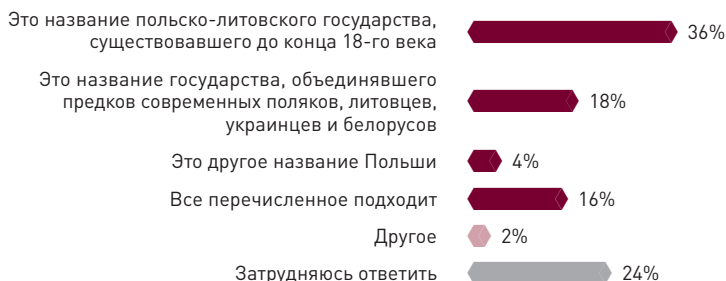 Это название польско-литовского государства,
существовавшего до конца 18-го века
36%
Это название государства, объединявшего
предков современных поляков, литовцев,
украинцев и белорусов
18%
Это другое название Польши
4%
Все перечисленное подходит
16%
Другое
2%
Затрудняюсь ответить
24%